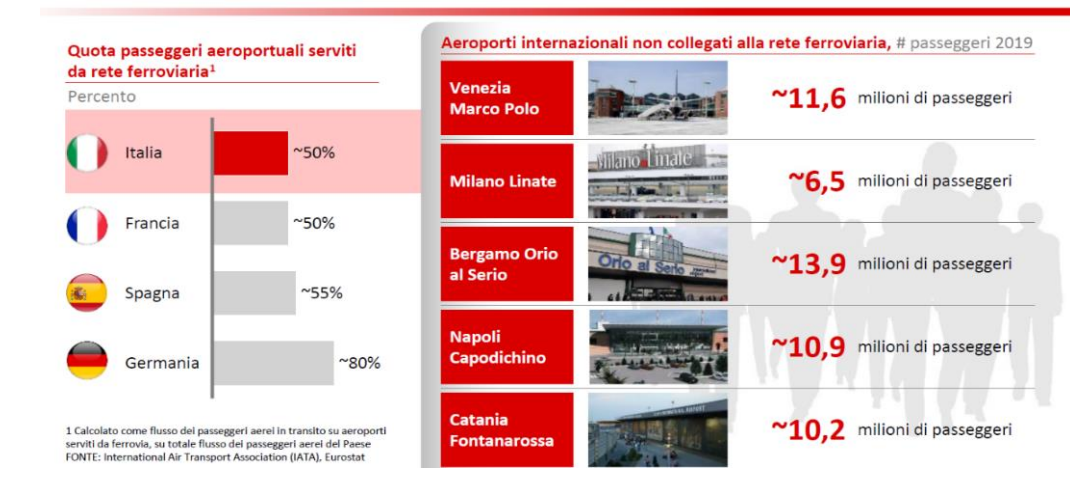 Quota passeggeri aeroportuali serviti
da rete ferroviaria¹
Percento
Italia
~50%
Francia
~50%
Spagna
~55%
Germania
~80%
1 Calcolato come flusso dei passeggeri aerei in transito su aeroporti
serviti da ferrovia, su totale flusso dei passeggeri aerei del Paese
FONTE: International Air Transport Association (IATA), Eurostat
Aeroporti internazionali non collegati alla rete ferroviaria, # passeggeri 2019
Venezia
Marco Polo
~11,6 milioni di passeggeri
Milano Linate
Milano Linate
~6,5 milioni di passeggeri
Bergamo Orio
al Serio
Orio al Serio
~13,9 milioni di passeggeri
Napoli
Capodichino
~10,9 milioni di passeggeri
Catania
Fontanarossa
~10,2 milioni di passeggeri